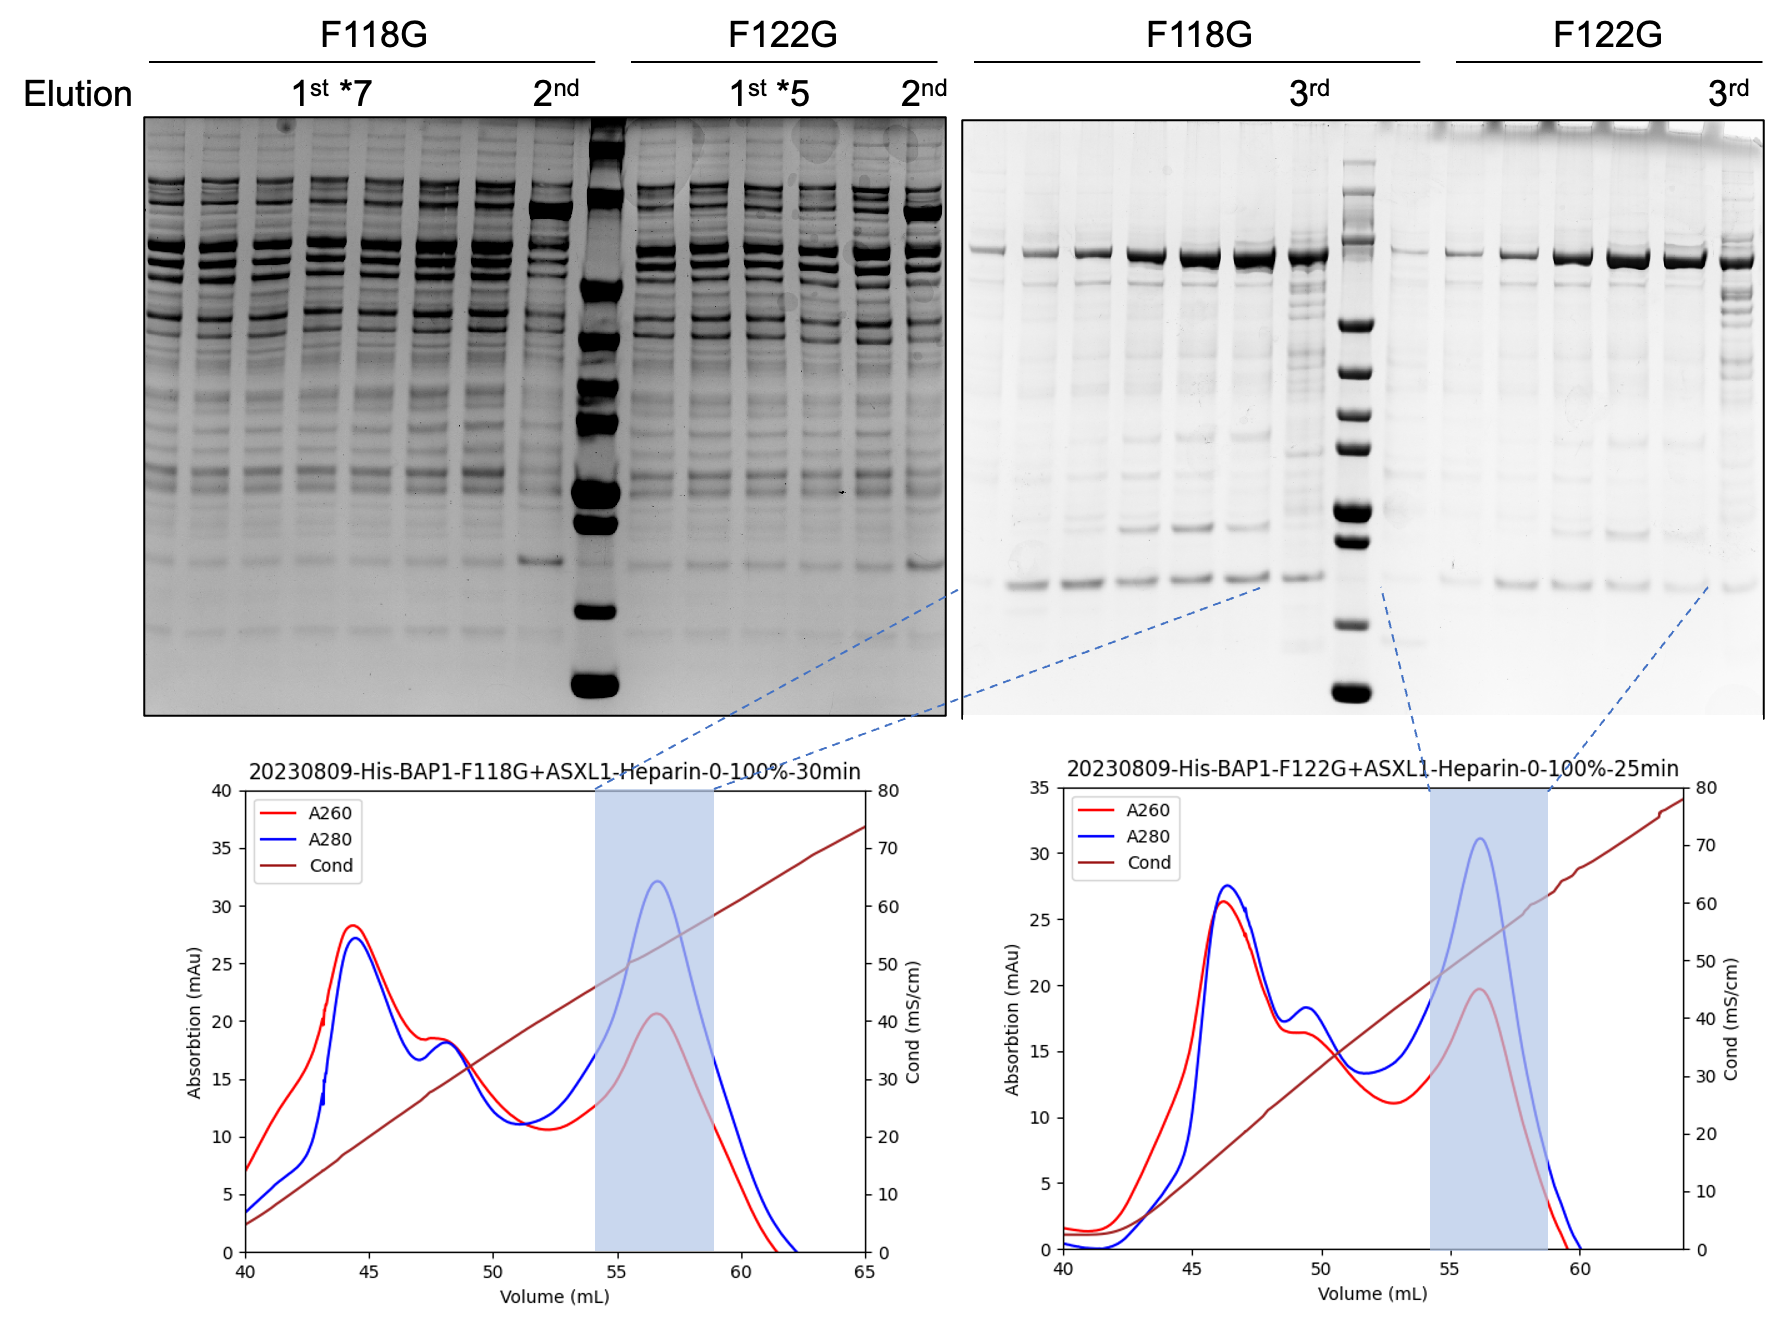 F118G F122G F118G F122G
Elution 1st *7 2nd 1st *5 2nd 3rd 3rd
20230809-His-BAP1-F118G+ASXL1-Heparin-0-100%-30min
A260
A280
Cond
40
35
30
25
20
15
10
5
0
Absorbtion (mAu)
80
70
60
50
40
30
20
10
0
Cond (mS/cm)
40 45 50 55 60 65
Volume (mL)
20230809-His-BAP1-F122G+ASXL1-Heparin-0-100%-25min
A260
A280
Cond
35
30
25
20
15
10
5
0
Absorbtion (mAu)
80
70
60
50
40
30
20
10
0
Cond (mS/cm)
40 45 50 55 60
Volume (mL)